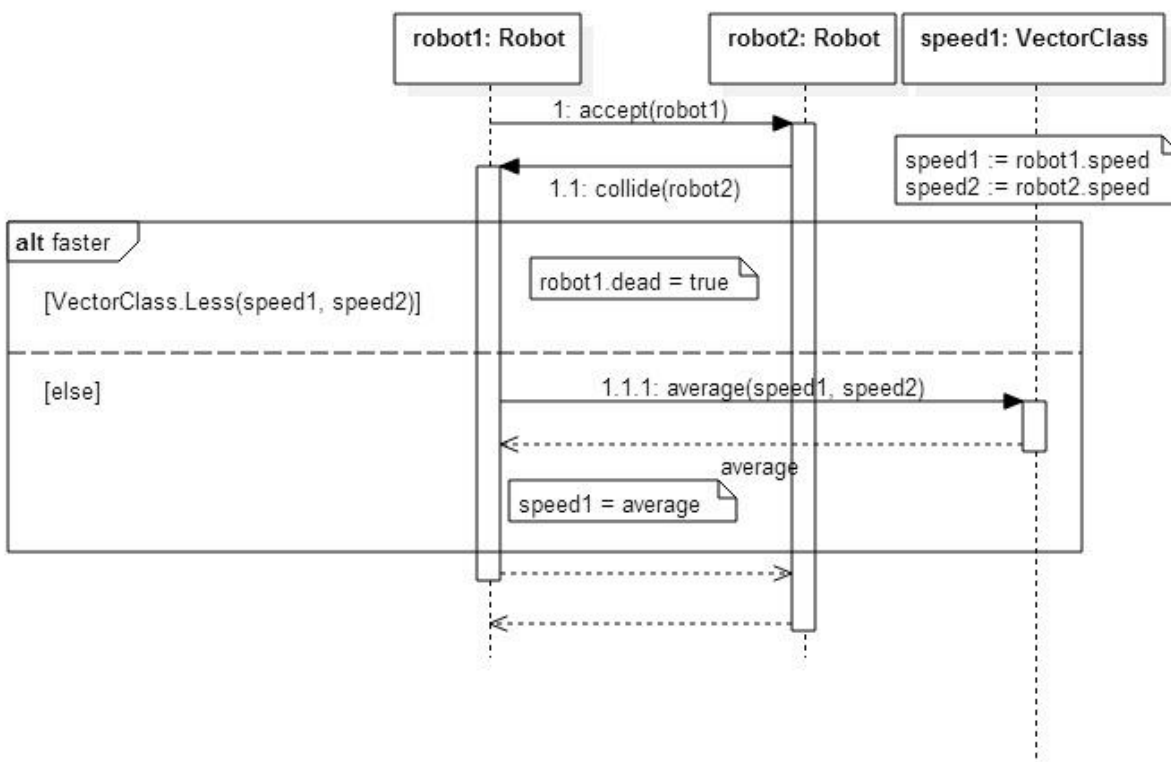 robot1: Robot
robot2: Robot
speed1: VectorClass
1: accept(robot1)
speed1 := robot1.speed
speed2 := robot2.speed
1.1: collide(robot2)
alt faster
robot1.dead = true
[VectorClass.Less(speed1, speed2)]
[else]
1.1.1: average(speed1, speed2)
average
speed1 = average